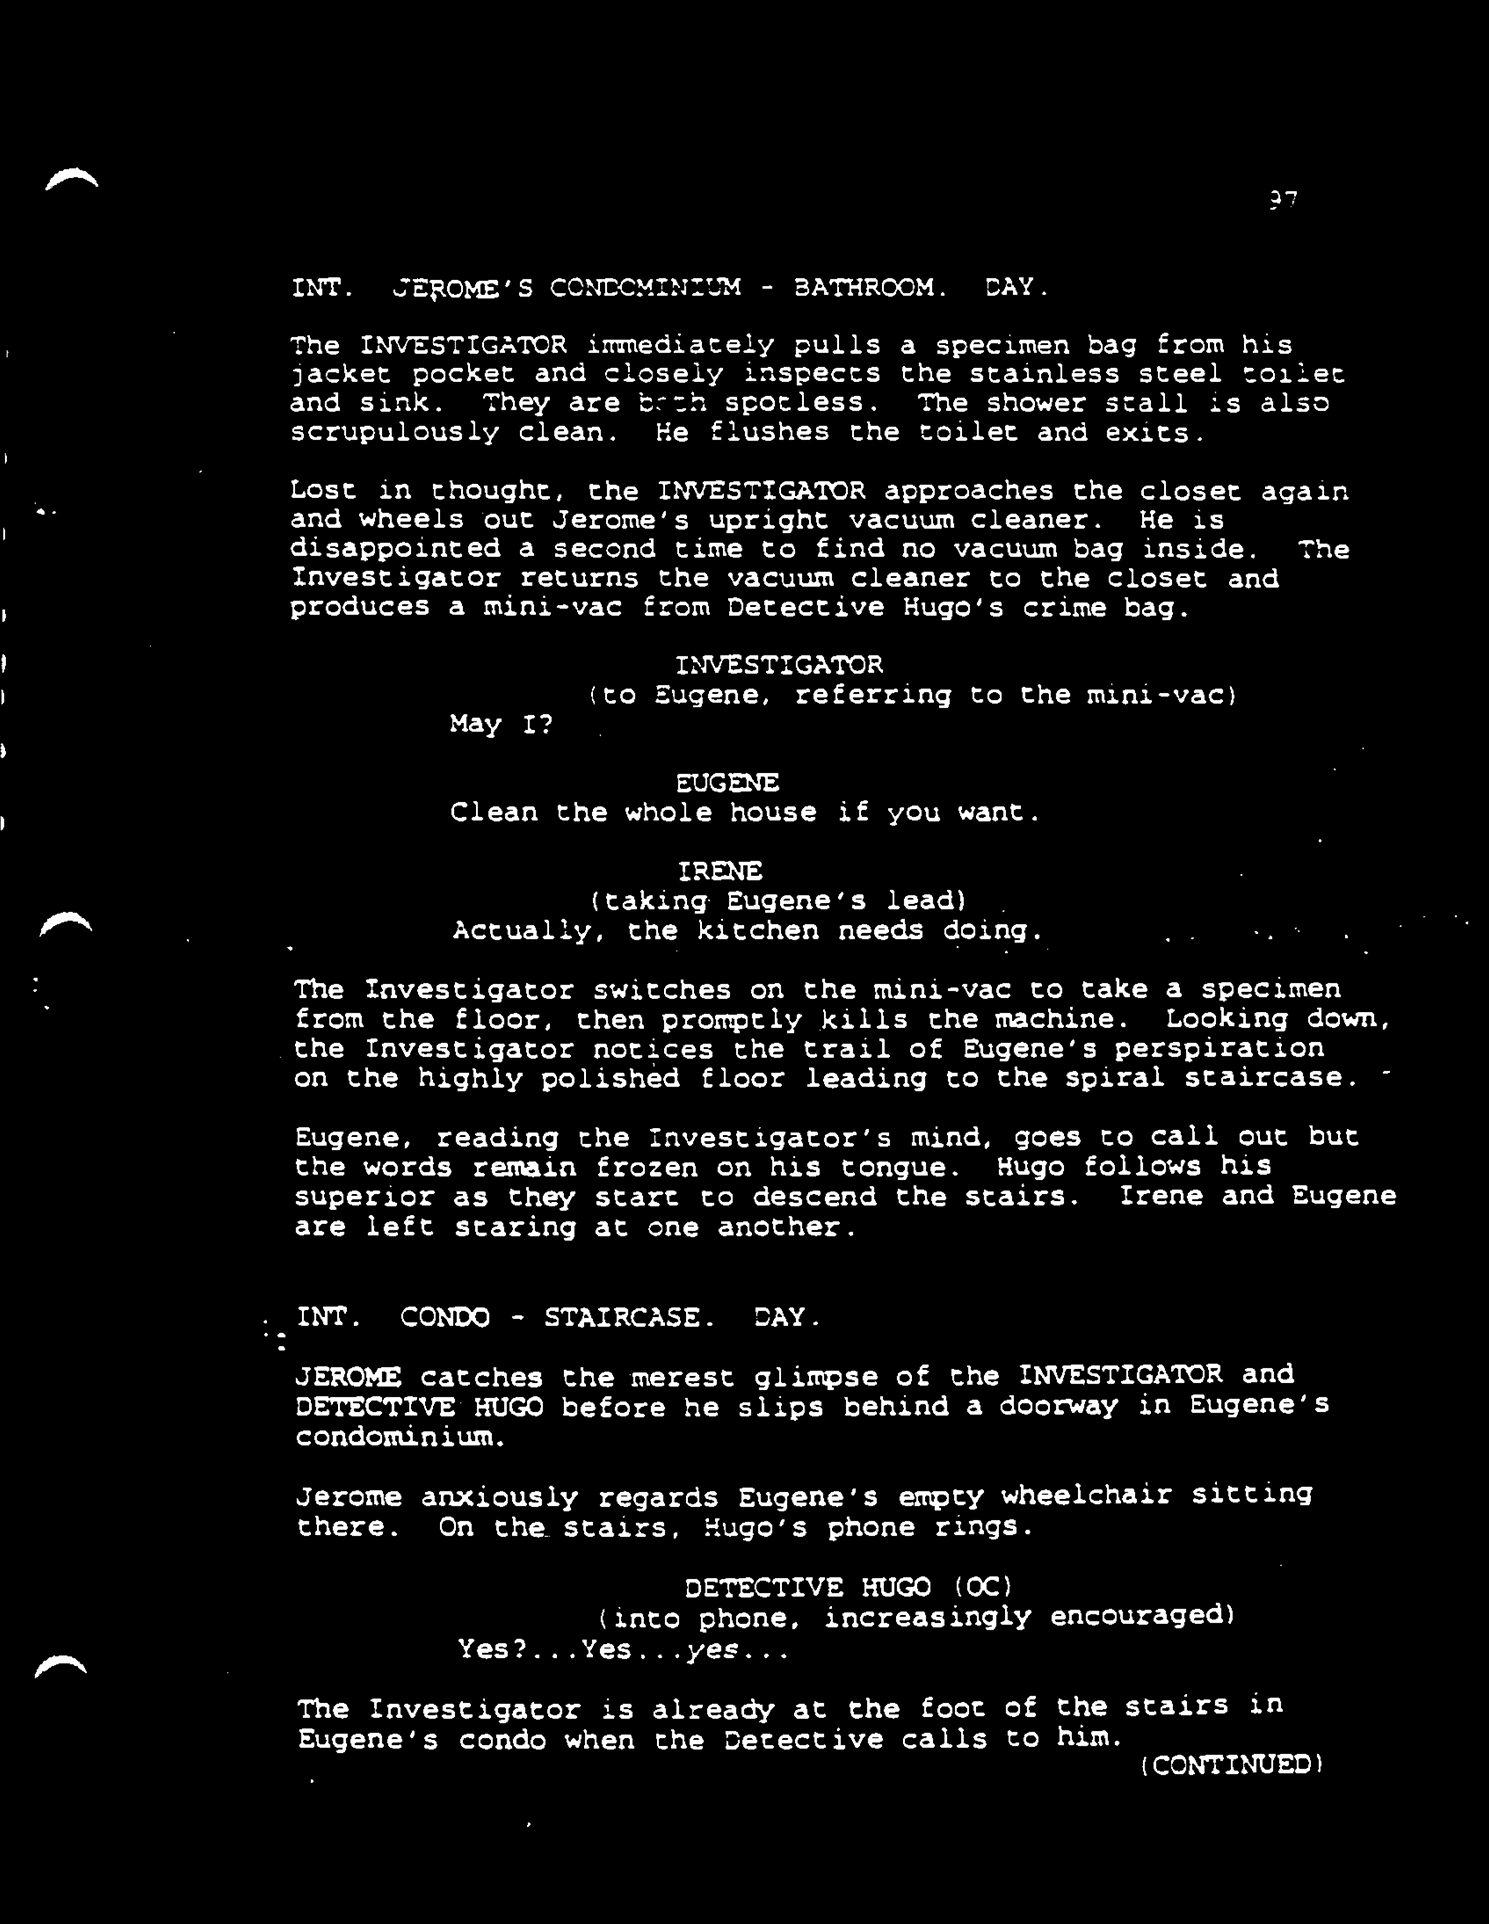 97
INT.  JEROME'S CONDOMINIUM - BATHROOM.  DAY.
The INVESTIGATOR immediately pulls a specimen bag from his
jacket pocket and closely inspects the stainless steel toilet
and sink.  They are both spotless.  The shower stall is also
scrupulously clean.  He flushes the toilet and exits.
Lost in thought, the INVESTIGATOR approaches the closet again
and wheels out Jerome's upright vacuum cleaner.  He is
disappointed a second time to find no vacuum bag inside.  The
Investigator returns the vacuum cleaner to the closet and
produces a mini-vac from Detective Hugo's crime bag.
INVESTIGATOR
(to Eugene, referring to the mini-vac)
May I?
EUGENE
Clean the whole house if you want.
IRENE
(taking Eugene's lead)
Actually, the kitchen needs doing.
The Investigator switches on the mini-vac to take a specimen
from the floor, then promptly kills the machine.  Looking down,
the Investigator notices the trail of Eugene's perspiration
on the highly polished floor leading to the spiral staircase.
Eugene, reading the Investigator's mind, goes to call out but
the words remain frozen on his tongue.  Hugo follows his
superior as they start to descend the stairs.  Irene and Eugene
are left staring at one another.
INT.  CONDO - STAIRCASE.  DAY.
JEROME catches the merest glimpse of the INVESTIGATOR and
DETECTIVE HUGO before he slips behind a doorway in Eugene's
condominium.
Jerome anxiously regards Eugene's empty wheelchair sitting
there.  On the stairs, Hugo's phone rings.
DETECTIVE HUGO (OC)
(into phone, increasingly encouraged)
Yes?...Yes...yes...
The Investigator is already at the foot of the stairs in
Eugene's condo when the Detective calls to him.
(CONTINUED)